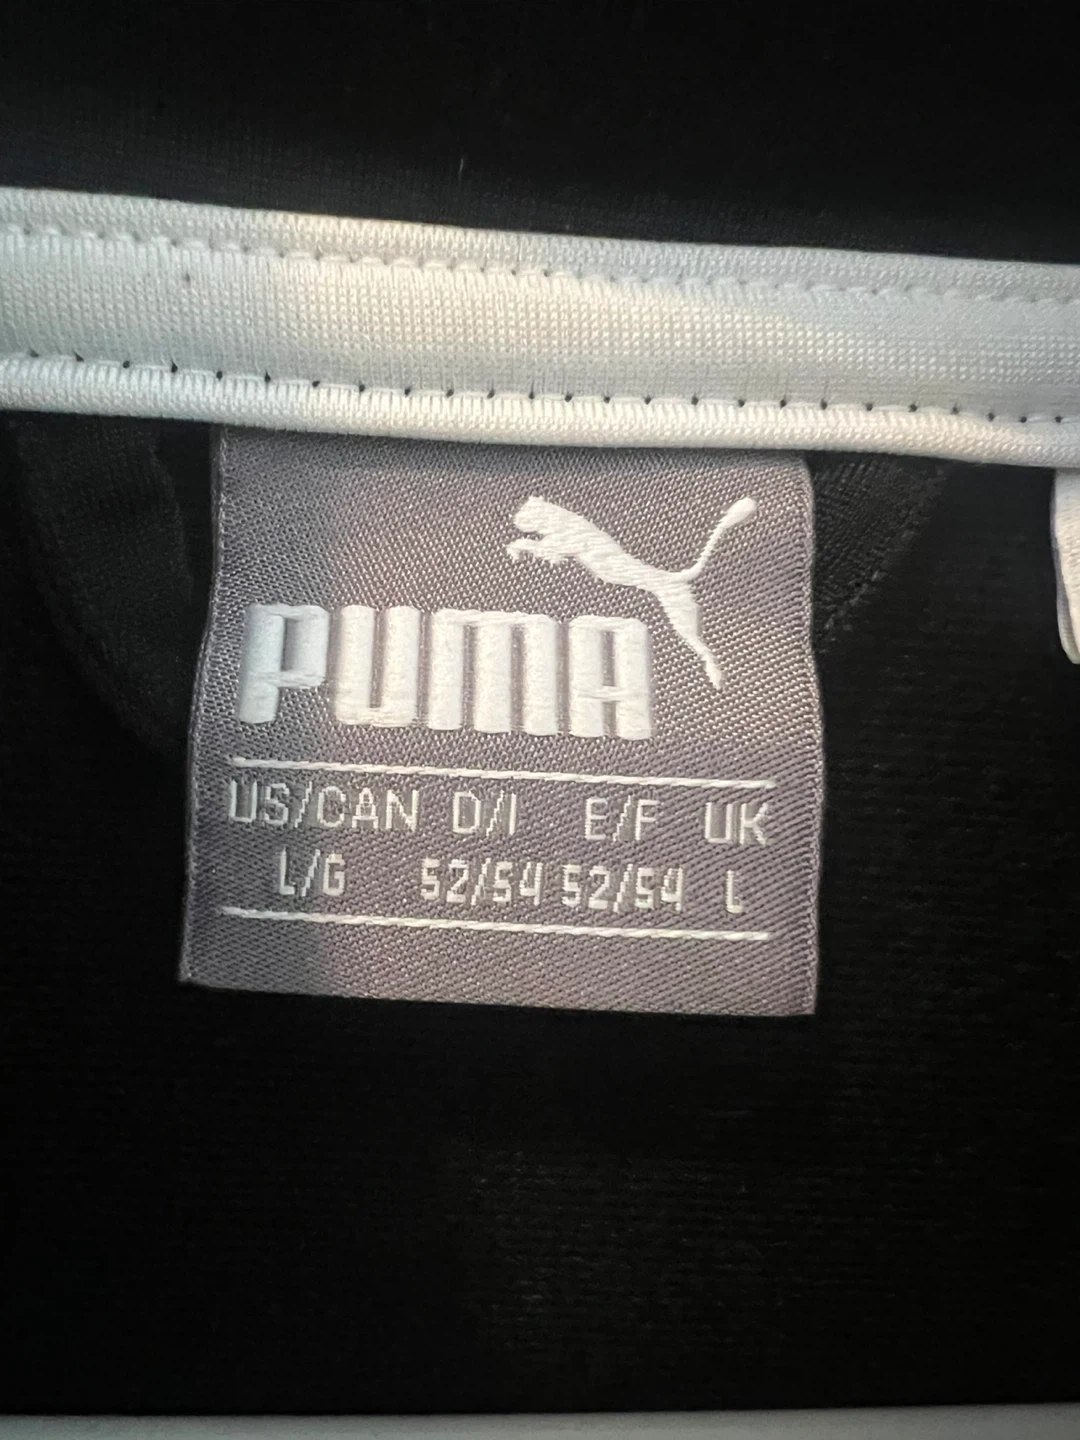 PUMA
US/CAN D/I E/F UK
L/G 52/54 52/54 L